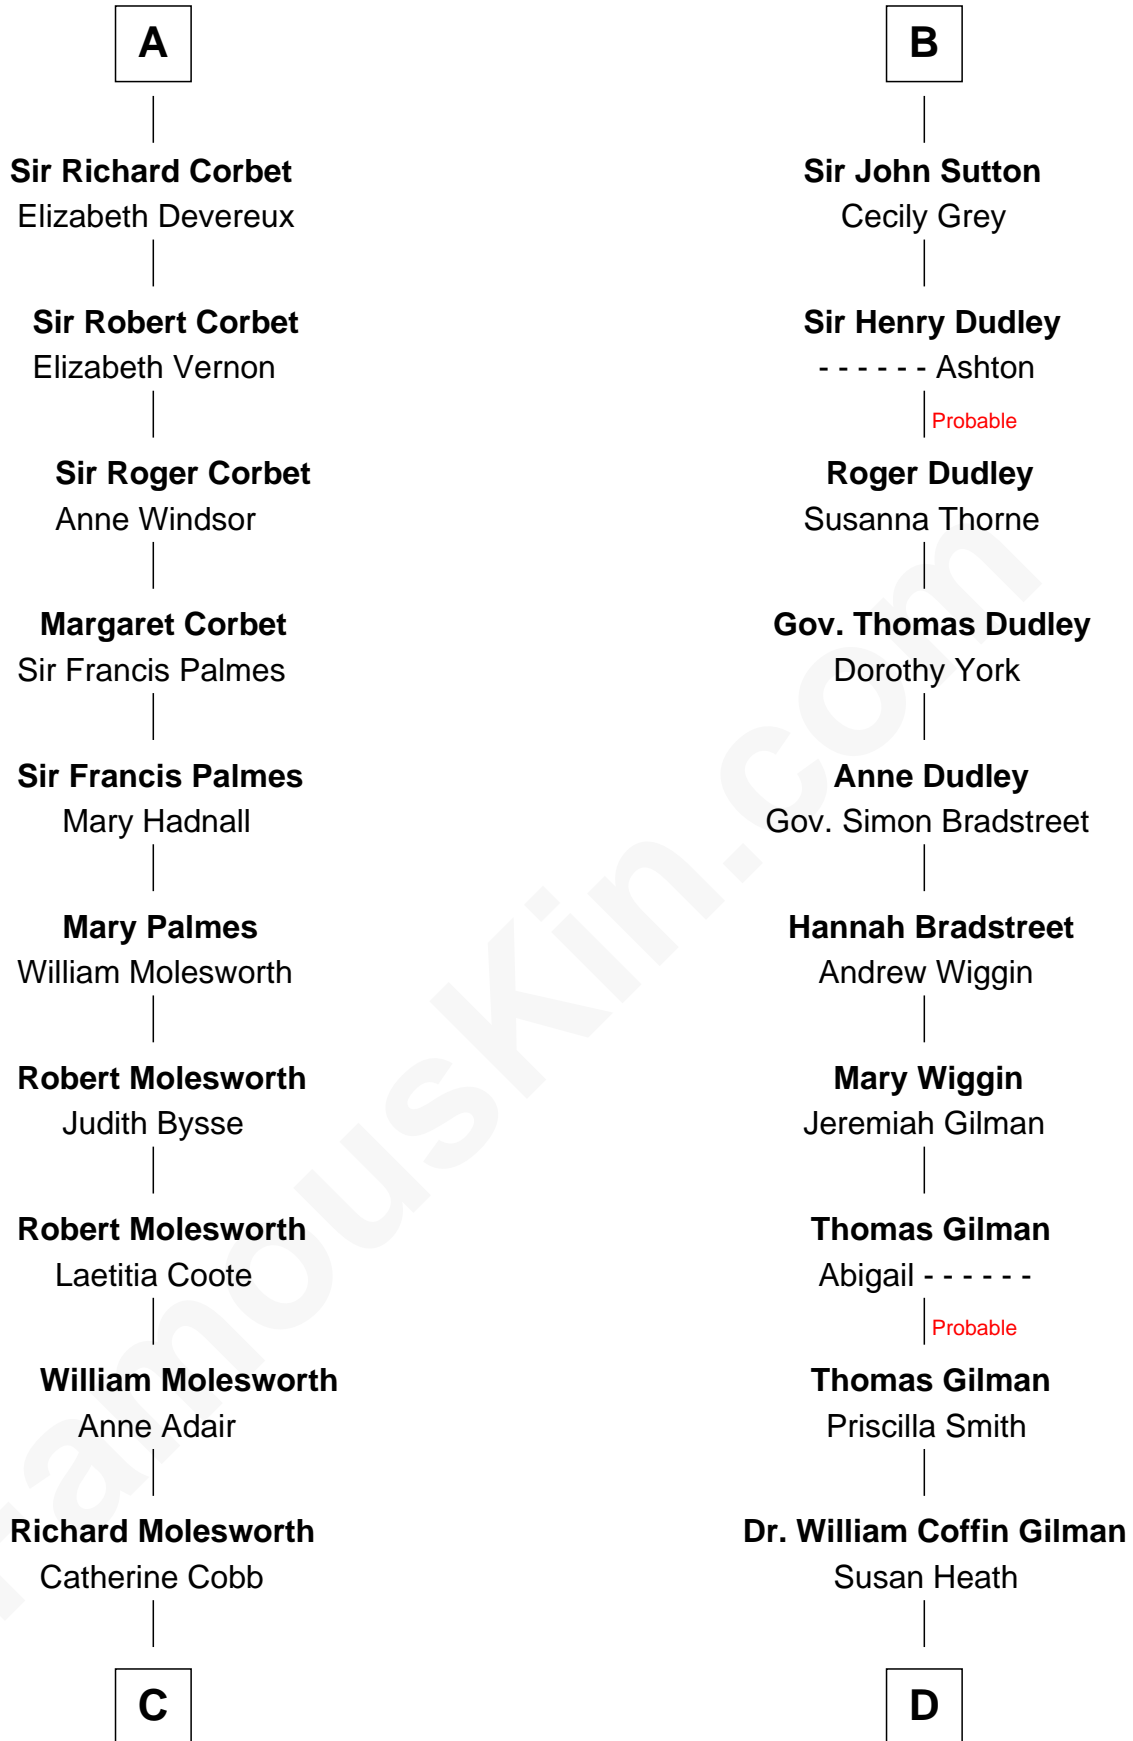 A
Sir Richard Corbet
Elizabeth Devereux
Sir Robert Corbet
Elizabeth Vernon
Sir Roger Corbet
Anne Windsor
Margaret Corbet
Sir Francis Palmes
Sir Francis Palmes
Mary Hadnall
Mary Palmes
William Molesworth
Robert Molesworth
Judith Bysse
Robert Molesworth
Laetitia Coote
William Molesworth
Anne Adair
Richard Molesworth
Catherine Cobb
C
B
Sir John Sutton
Cecily Grey
Sir Henry Dudley
- - - - - - Ashton
Probable
Roger Dudley
Susanna Thorne
Gov. Thomas Dudley
Dorothy York
Anne Dudley
Gov. Simon Bradstreet
Hannah Bradstreet
Andrew Wiggin
Mary Wiggin
Jeremiah Gilman
Thomas Gilman
Abigail - - - - - -
Probable
Thomas Gilman
Priscilla Smith
Dr. William Coffin Gilman
Susan Heath
D
FamousKin.com